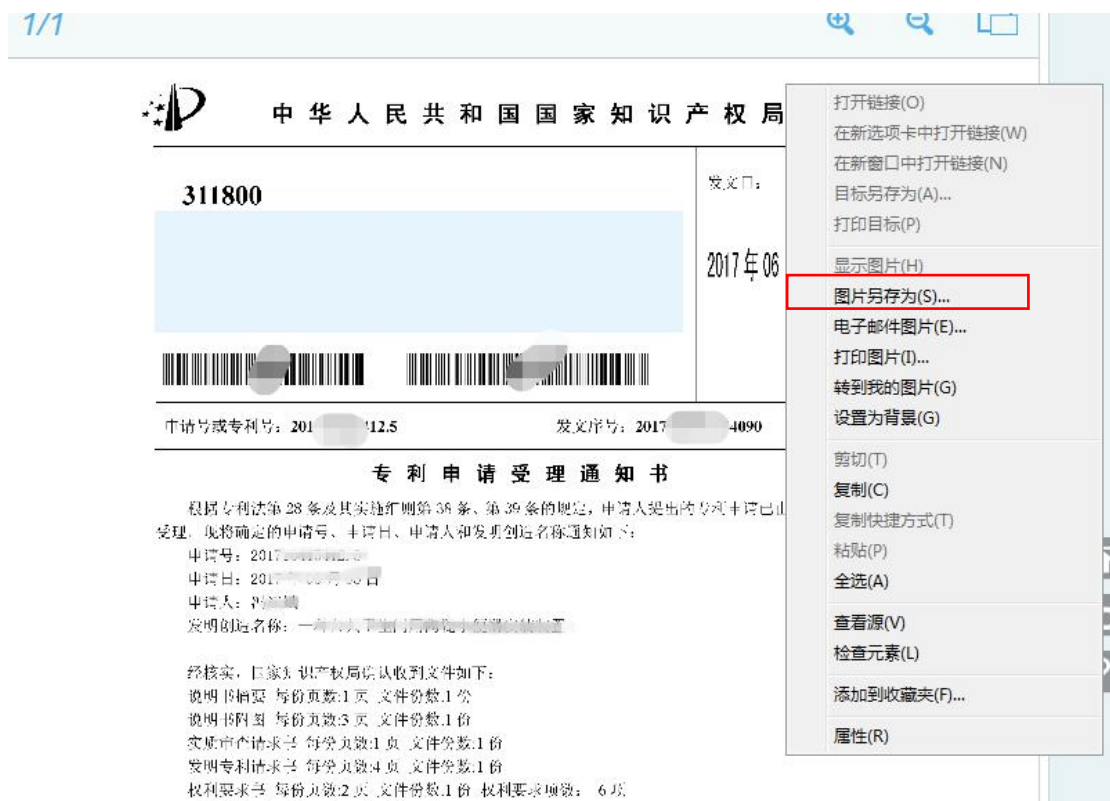 1/1
中华人民共和国国家知识产权局
311800
发文日:
2017年06
申请号或专利号: 201 12.5
发文序号: 2017 4090
专利申请受理通知书
根据专利法第 28 条及其实施细则第 38 条、第 39 条的规定, 申请人提出的专利申请已由
受理。现将确定的申请号、申请日、申请人和发明创造名称通知如下:
申请号: 2017
申请日: 201 日
申请人:
发明创造名称: 一
经核实, 国家知识产权局确认收到文件如下:
说明书摘要 每份页数:1 页 文件份数:1 份
说明书附图 每份页数:3 页 文件份数:1 份
实质审查请求书 每份页数:1 页 文件份数:1 份
发明专利请求书 每份页数:4 页 文件份数:1 份
权利要求书 每份页数:2 页 文件份数:1 份 权利要求项数: 6 项
打开链接(O)
在新选项卡中打开链接(W)
在新窗口中打开链接(N)
目标另存为(A)...
打印目标(P)
显示图片(H)
图片另存为(S)...
电子邮件图片(E)...
打印图片(I)...
转到我的图片(G)
设置为背景(G)
剪切(T)
复制(C)
复制快捷方式(T)
粘贴(P)
全选(A)
查看源(V)
检查元素(L)
添加到收藏夹(F)...
属性(R)